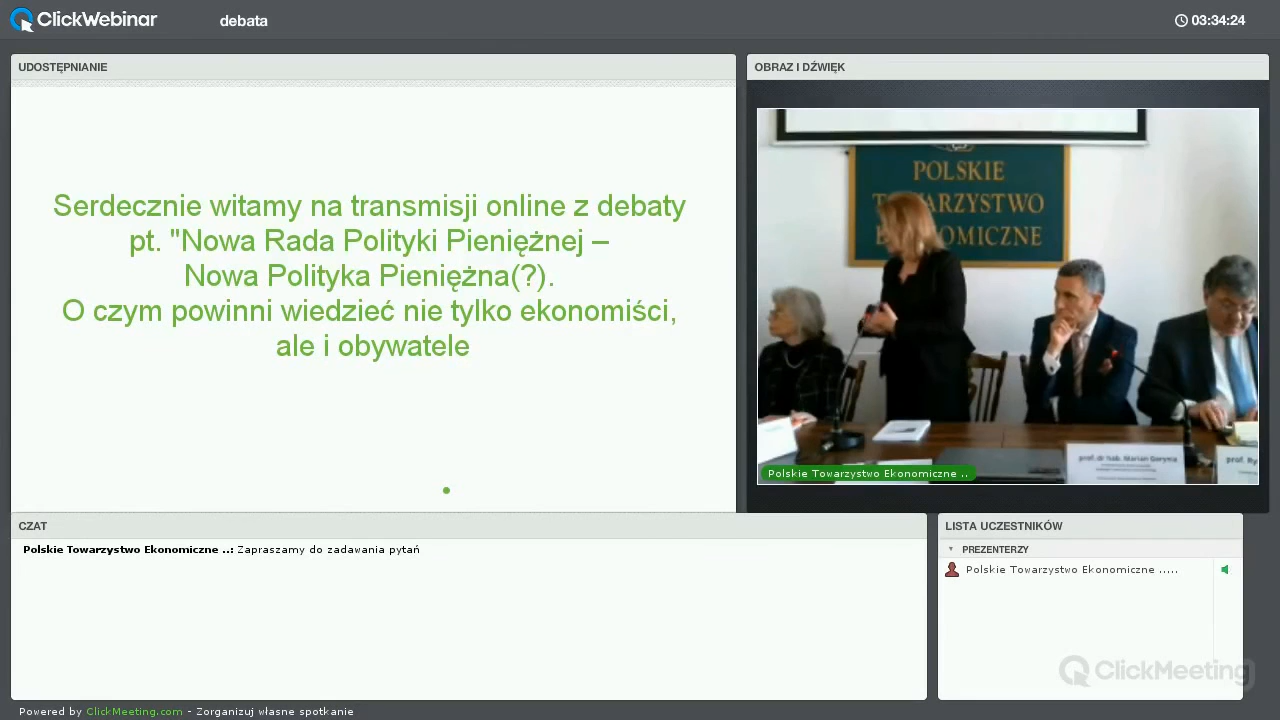 ClickWebinar
debata
03:34:24
UDOSTĘPNIANIE
Serdecznie witamy na transmisji online z debaty
pt. "Nowa Rada Polityki Pieniężnej –
Nowa Polityka Pieniężna(?).
O czym powinni wiedzieć nie tylko ekonomiści,
ale i obywatele
OBRAZ I DŹWIĘK
POLSKIE
TOWARZYSTWO
EKONOMICZNE
prof. dr hab. Marian Gorynia
prof. Ry
Polskie Towarzystwo Ekonomiczne ..
CZAT
Polskie Towarzystwo Ekonomiczne ..: Zapraszamy do zadawania pytań
LISTA UCZESTNIKÓW
PREZENTERZY
Polskie Towarzystwo Ekonomiczne .....
ClickMeeting
Powered by ClickMeeting.com - Zorganizuj własne spotkanie